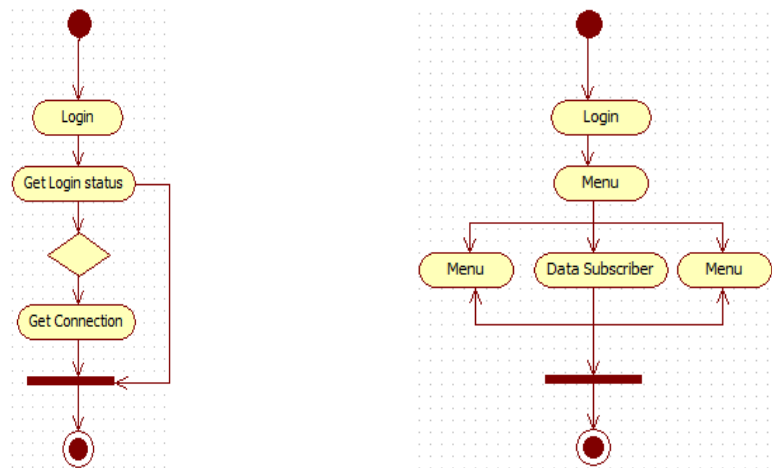 Login
Get Login status
Get Connection
Login
Menu
Menu
Data Subscriber
Menu